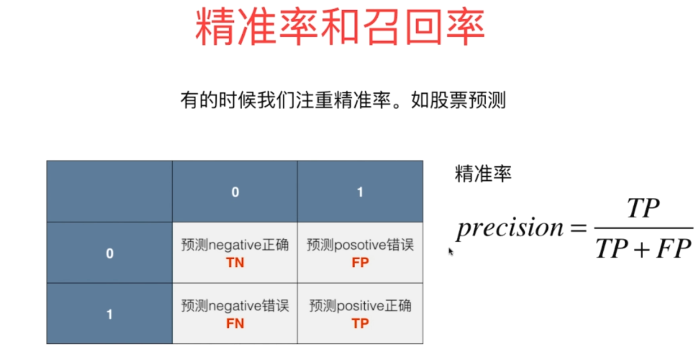 精准率和召回率
有的时候我们注重精准率。如股票预测
0 1
0 预测negative正确 预测posotive错误
TN FP
1 预测negative错误 预测positive正确
FN TP
精准率
precision = TP / (TP + FP)